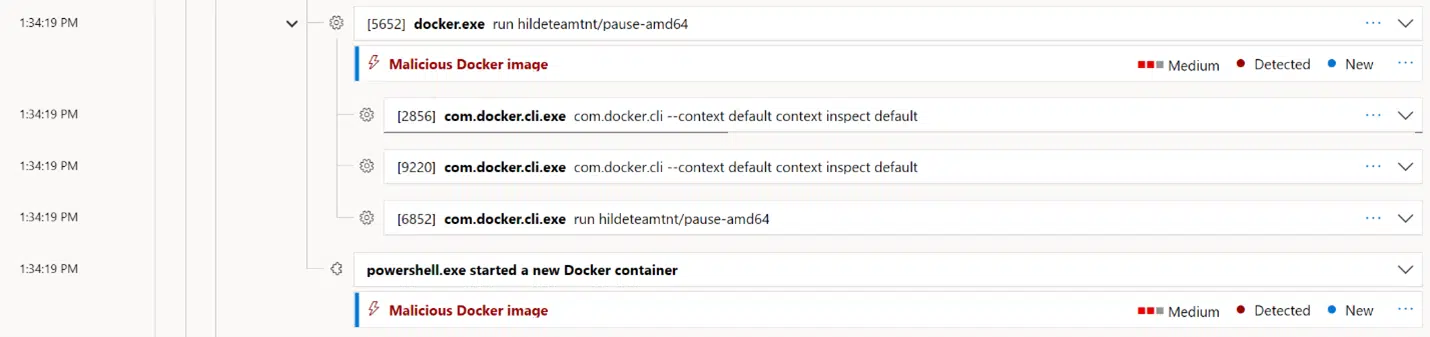 1:34:19 PM [5652] docker.exe run hildeteamtnt/pause-amd64 ...
Malicious Docker image Medium Detected New ...
1:34:19 PM [2856] com.docker.cli.exe com.docker.cli --context default context inspect default ...
1:34:19 PM [9220] com.docker.cli.exe com.docker.cli --context default context inspect default ...
1:34:19 PM [6852] com.docker.cli.exe run hildeteamtnt/pause-amd64 ...
1:34:19 PM powershell.exe started a new Docker container
Malicious Docker image Medium Detected New ...